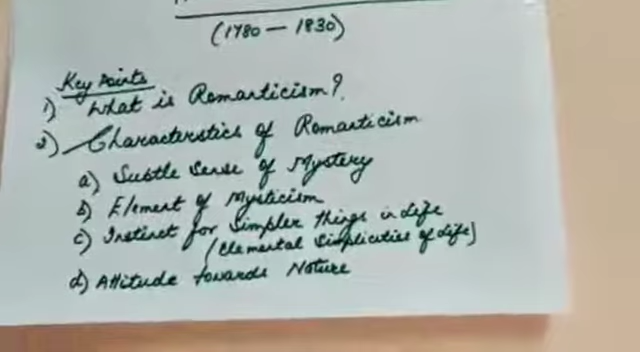 (1780 — 1830)
Key Points
1) What is Romanticism?
2) Characterstics of Romanticism
a) Subtle Sense of Mystery
b) Element of Mysticism
c) Instinct for Simpler things in Life
(Elemental Simplicities of Life)
d) Attitude towards Nature